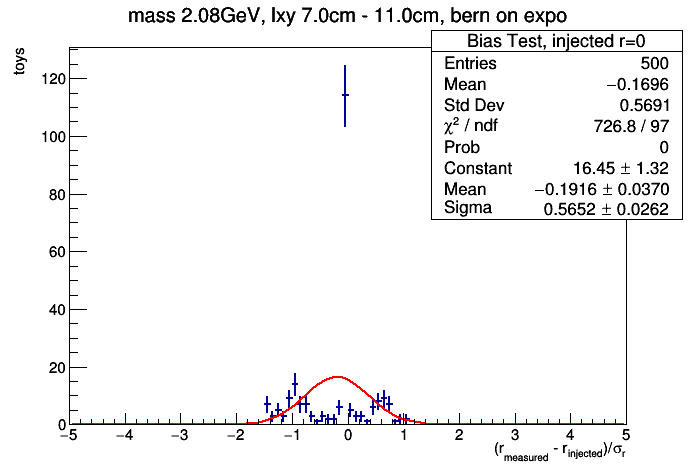 mass 2.08GeV, lxy 7.0cm - 11.0cm, bern on expo
Bias Test, injected r=0
Entries 500
Mean −0.1696
Std Dev 0.5691
χ² / ndf 726.8 / 97
Prob 0
Constant 16.45 ± 1.32
Mean −0.1916 ± 0.0370
Sigma 0.5652 ± 0.0262
toys
120
100
80
60
40
20
0
−5 −4 −3 −2 −1 0 1 2 3 4 5
(r_measured - r_injected)/σ_r